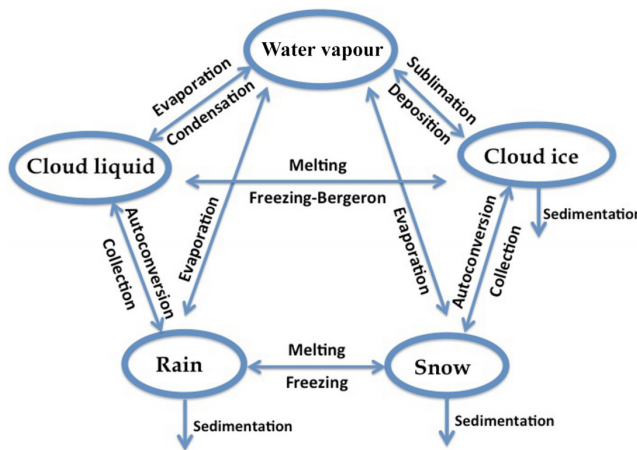 Water vapour
Evaporation
Condensation
Sublimation
Deposition
Cloud liquid
Cloud ice
Melting
Freezing-Bergeron
Sedimentation
Autoconversion
Collection
Evaporation
Evaporation
Autoconversion
Collection
Rain
Melting
Freezing
Snow
Sedimentation
Sedimentation